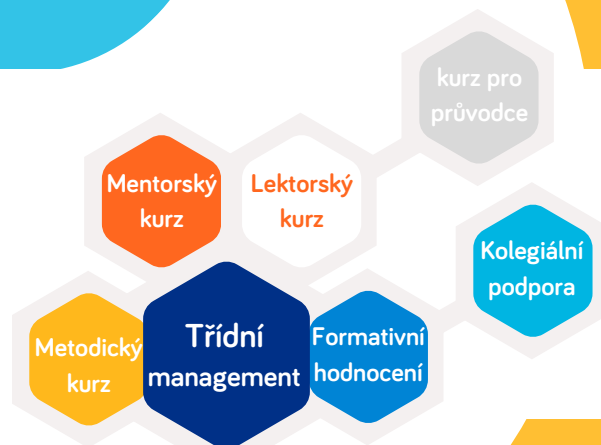 kurz pro
průvodce
Mentorský
kurz
Lektorský
kurz
Kolegiální
podpora
Metodický
kurz
Třídní
management
Formativní
hodnocení